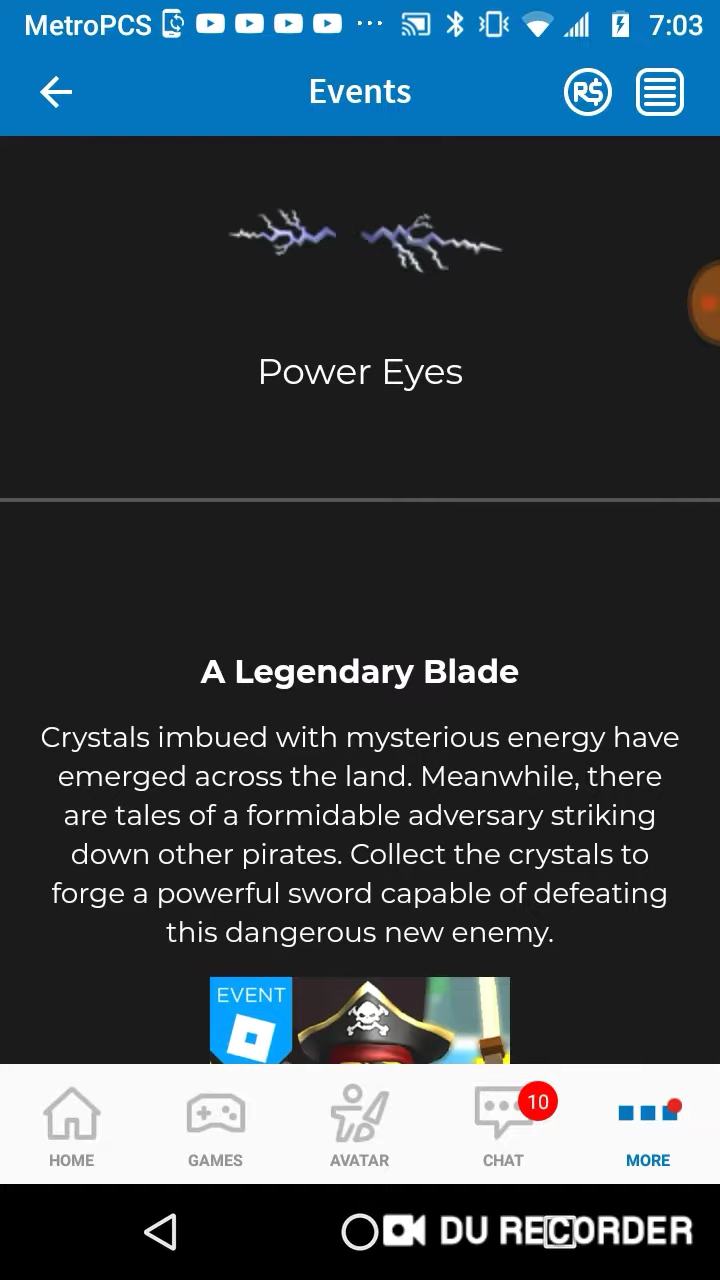 MetroPCS ... 7:03
Events R$
Power Eyes
A Legendary Blade
Crystals imbued with mysterious energy have
emerged across the land. Meanwhile, there
are tales of a formidable adversary striking
down other pirates. Collect the crystals to
forge a powerful sword capable of defeating
this dangerous new enemy.
EVENT
10
HOME GAMES AVATAR CHAT MORE
DU RECORDER